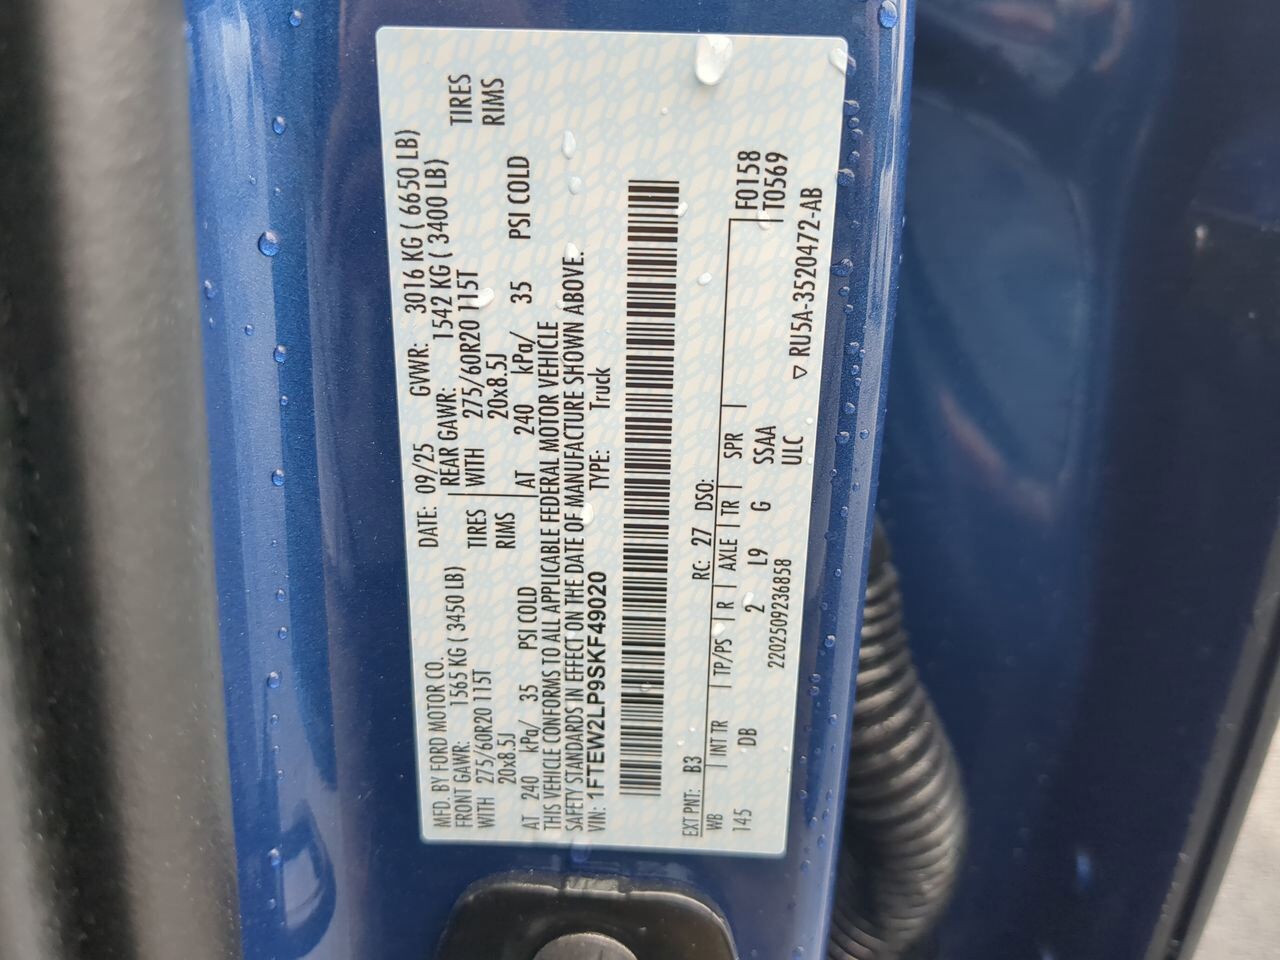 MFD. BY FORD MOTOR CO. DATE: 09/25 GVWR: 3016 KG ( 6650 LB)
FRONT GAWR: 1565 KG ( 3450 LB) REAR GAWR: 1542 KG ( 3400 LB)
WITH 275/60R20 115T TIRES WITH 275/60R20 115T TIRES
20x8.5J RIMS 20x8.5J RIMS
AT 240 kPa/ 35 PSI COLD AT 240 kPa/ 35 PSI COLD
THIS VEHICLE CONFORMS TO ALL APPLICABLE FEDERAL MOTOR VEHICLE
SAFETY STANDARDS IN EFFECT ON THE DATE OF MANUFACTURE SHOWN ABOVE.
VIN: 1FTEW2LP9SKF49020 TYPE: Truck
EXT PNT: B3 RC: 27 DSO: F0158
WB | INT TR | TP/PS | R | AXLE | TR | SPR | T0569
145 DB 2 L9 G SSAA
2202509236858 ULC ▽ RU5A-3520472-AB